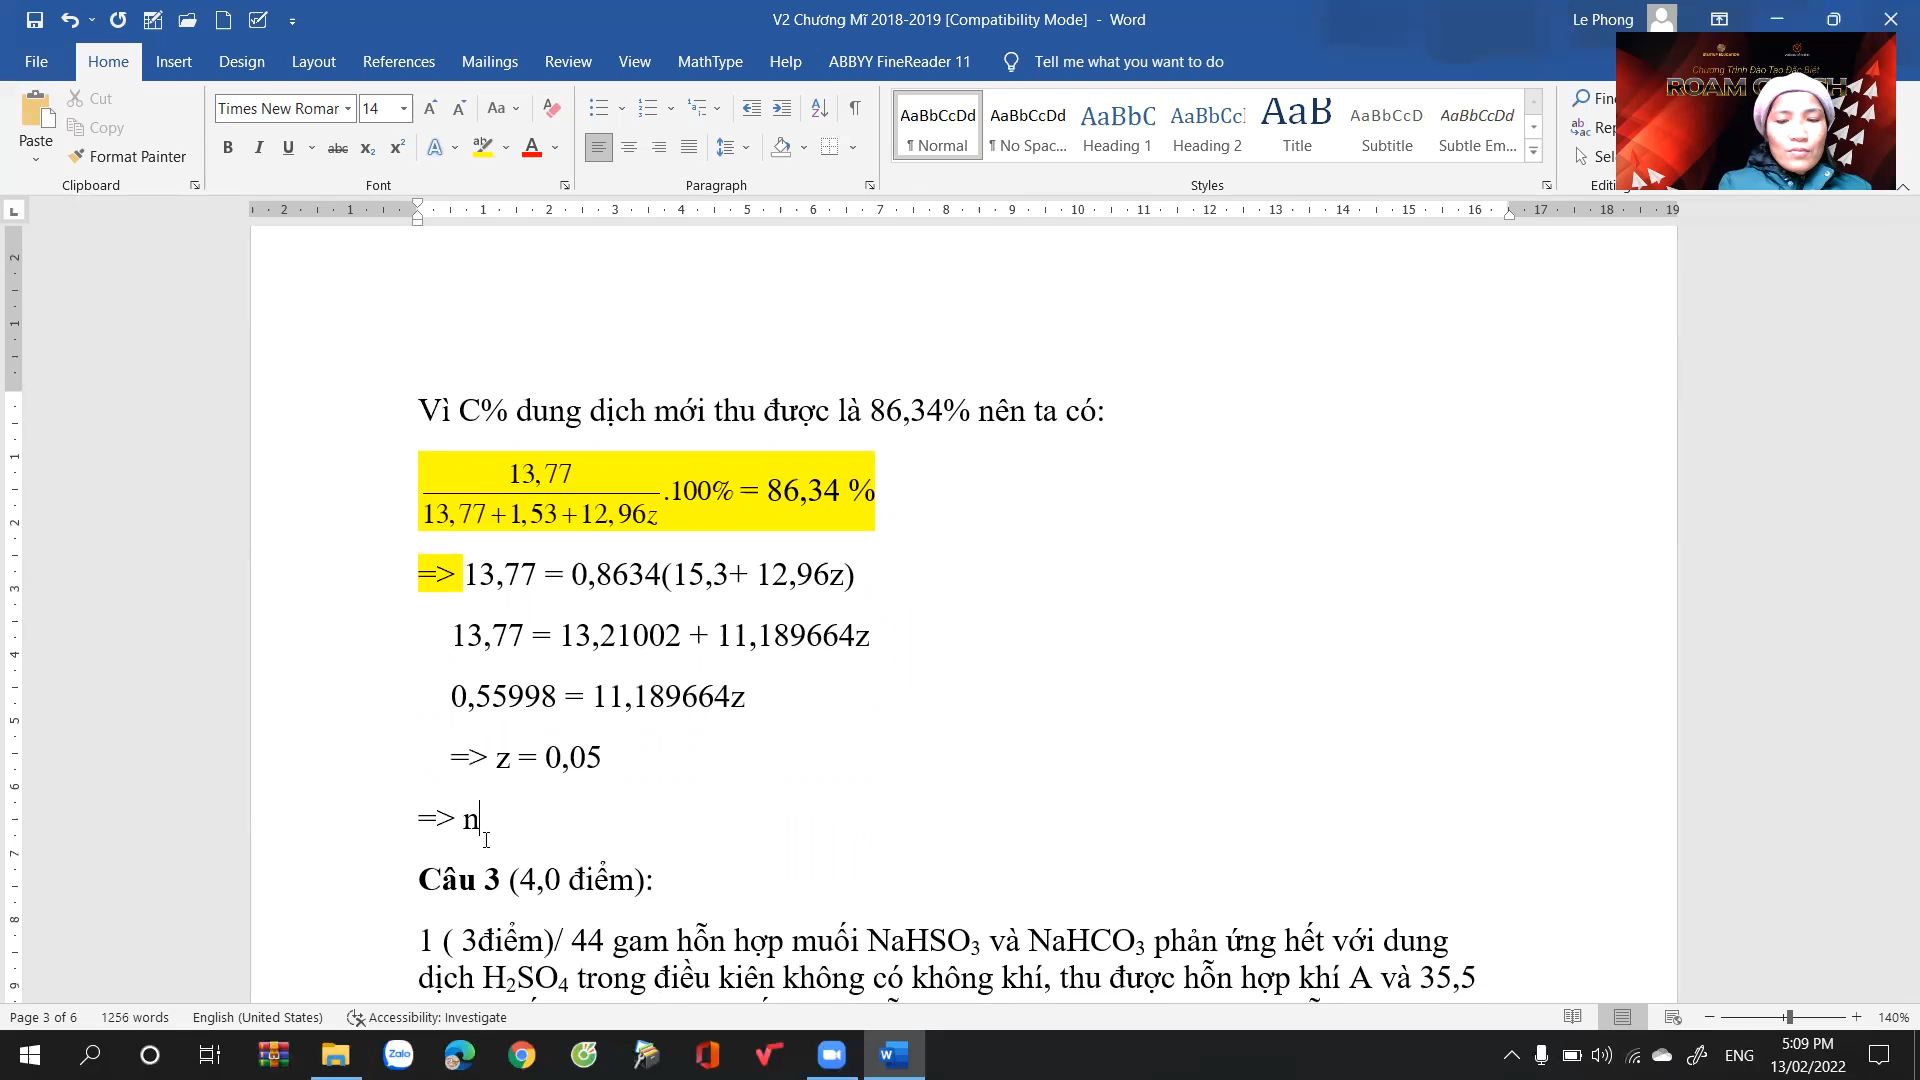 V2 Chương Mĩ 2018-2019 [Compatibility Mode] - Word
Le Phong
File Home Insert Design Layout References Mailings Review View MathType Help ABBYY FineReader 11 Tell me what you want to do
Chương Trình Đào Tạo Đặc Biệt
Paste
Cut
Copy
Format Painter
Clipboard
Times New Romar 14
Font
Paragraph
AaBbCcDd AaBbCcDd AaBbC AaBbCc AaB AaBbCcD AaBbCcDd
¶ Normal ¶ No Spac... Heading 1 Heading 2 Title Subtitle Subtle Em...
Styles
Vì C% dung dịch mới thu được là 86,34% nên ta có:
13,77
.100% = 86,34 %
13,77+1,53+12,96z
=> 13,77 = 0,8634(15,3+ 12,96z)
13,77 = 13,21002 + 11,189664z
0,55998 = 11,189664z
=> z = 0,05
=> n
Câu 3 (4,0 điểm):
1 ( 3điểm)/ 44 gam hỗn hợp muối NaHSO₃ và NaHCO₃ phản ứng hết với dung
dịch H₂SO₄ trong điều kiên không có không khí, thu được hỗn hợp khí A và 35,5
Page 3 of 6 1256 words English (United States) Accessibility: Investigate 140%
Zalo
ENG
5:09 PM
13/02/2022